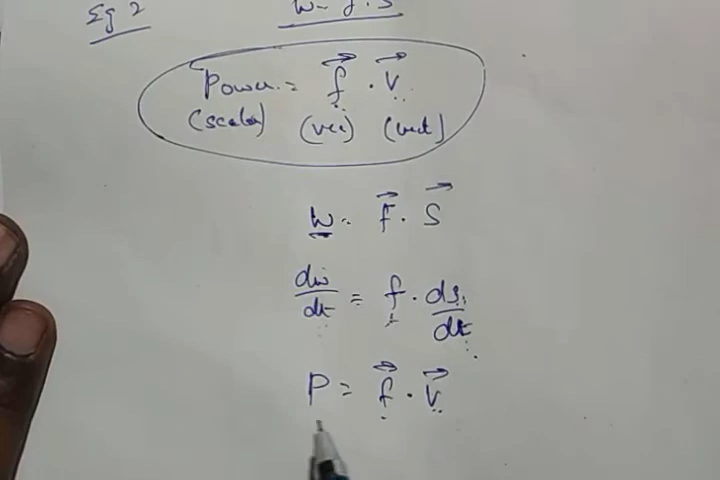 Eg 2
W = f . S
Power = f⃗ . V⃗
(scalar) (vec) (vect)
W = F⃗ . S⃗
dw/dt = f . ds/dt
P = f⃗ . V⃗